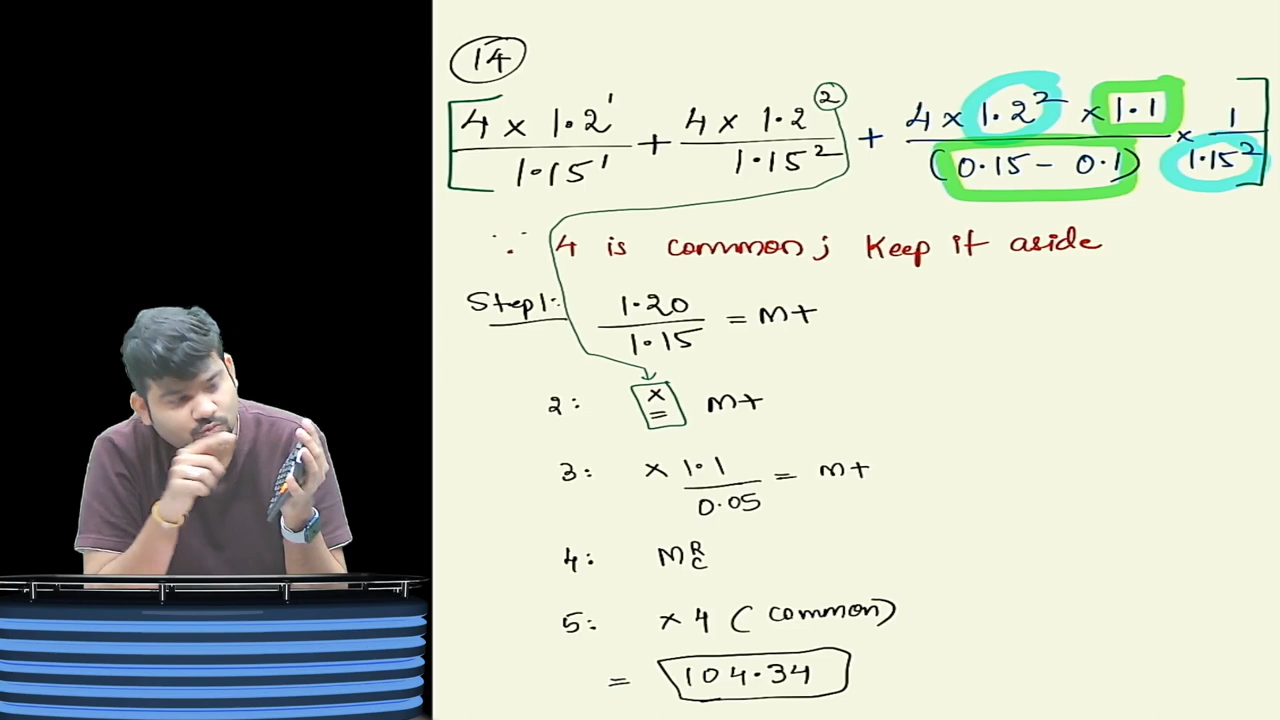 14
[ 4 × 1.2¹ / 1.15¹ + 4 × 1.2² / 1.15² + 4 × 1.2² × 1.1 / (0.15 - 0.1) × 1 / 1.15² ]
∵ 4 is common; Keep it aside
Step1: 1.20 / 1.15 = m+
2: × = m+
3: × 1.1 / 0.05 = m+
4: MRC
5: × 4 (common)
= 104.34